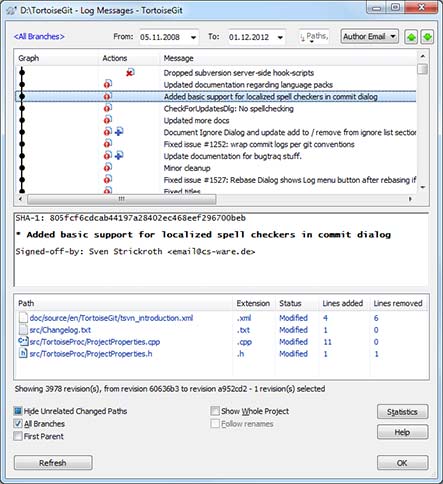 D:\TortoiseGit - Log Messages - TortoiseGit
<All Branches> From: 05.11.2008 To: 01.12.2012 Paths, Author Email
Graph Actions Message
Dropped subversion server-side hook-scripts
Updated documentation regarding language packs
Added basic support for localized spell checkers in commit dialog
CheckForUpdatesDlg: No spellchecking
Updated more docs
Document Ignore Dialog and update add to / remove from ignore list section
Fixed issue #1252: wrap commit logs per git conventions
Update documentation for bugtraq stuff.
Minor cleanup
Fixed issue #1527: Rebase Dialog shows Log menu button after rebasing if
Fixed titles
SHA-1: 805fcf6cdcab44197a28402ec468eef296700beb
* Added basic support for localized spell checkers in commit dialog
Signed-off-by: Sven Strickroth <email@cs-ware.de>
Path Extension Status Lines added Lines removed
doc/source/en/TortoiseGit/tsvn_introduction.xml .xml Modified 4 6
src/Changelog.txt .txt Modified 1 0
src/TortoiseProc/ProjectProperties.cpp .cpp Modified 11 0
src/TortoiseProc/ProjectProperties.h .h Modified 1 1
Showing 3978 revision(s), from revision 60636b3 to revision a952cd2 - 1 revision(s) selected
Hide Unrelated Changed Paths Show Whole Project Statistics
All Branches Follow renames
First Parent Help
Refresh OK